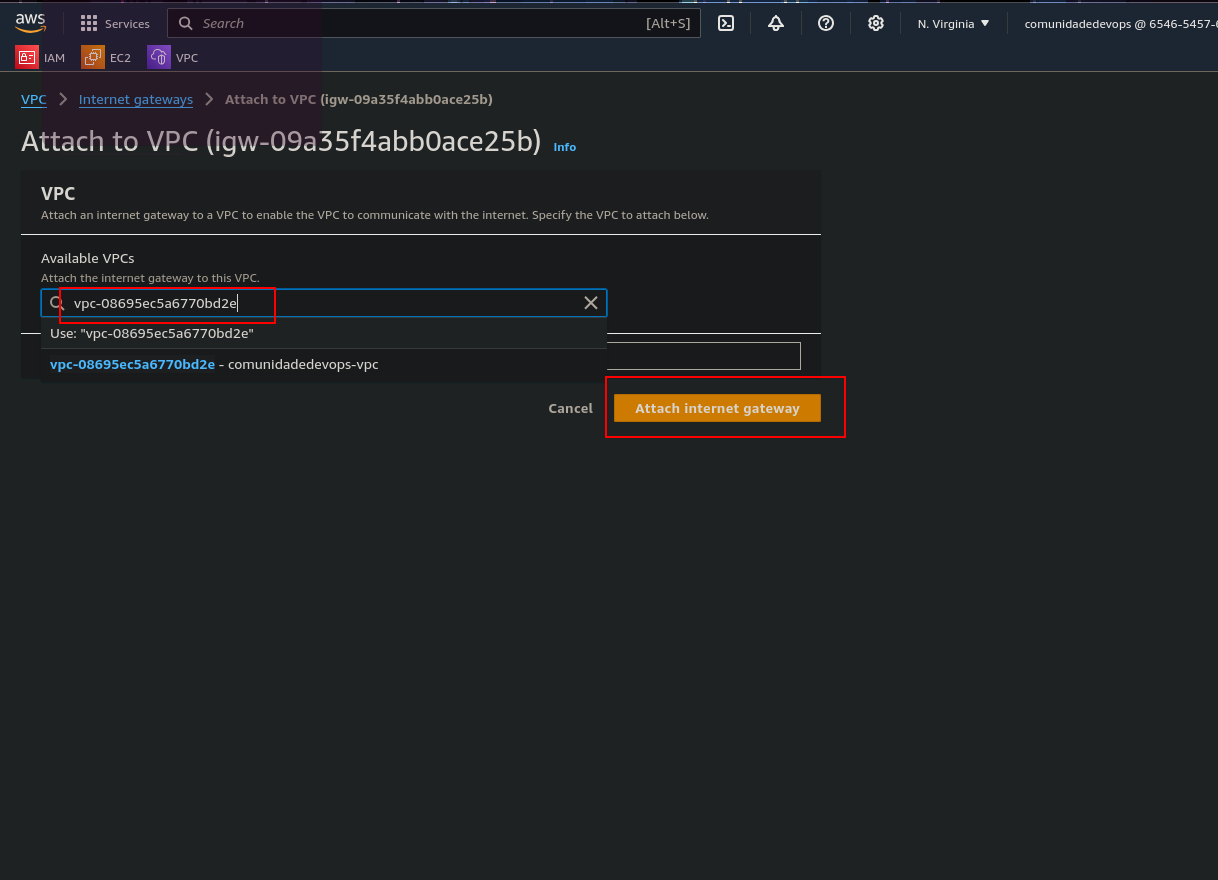 aws Services Search [Alt+S] N. Virginia comunidadedevops @ 6546-5457-
IAM EC2 VPC
VPC Internet gateways Attach to VPC (igw-09a35f4abb0ace25b)
Attach to VPC (igw-09a35f4abb0ace25b) Info
VPC
Attach an internet gateway to a VPC to enable the VPC to communicate with the internet. Specify the VPC to attach below.
Available VPCs
Attach the internet gateway to this VPC.
vpc-08695ec5a6770bd2e
Use: "vpc-08695ec5a6770bd2e"
vpc-08695ec5a6770bd2e - comunidadedevops-vpc
Cancel Attach internet gateway